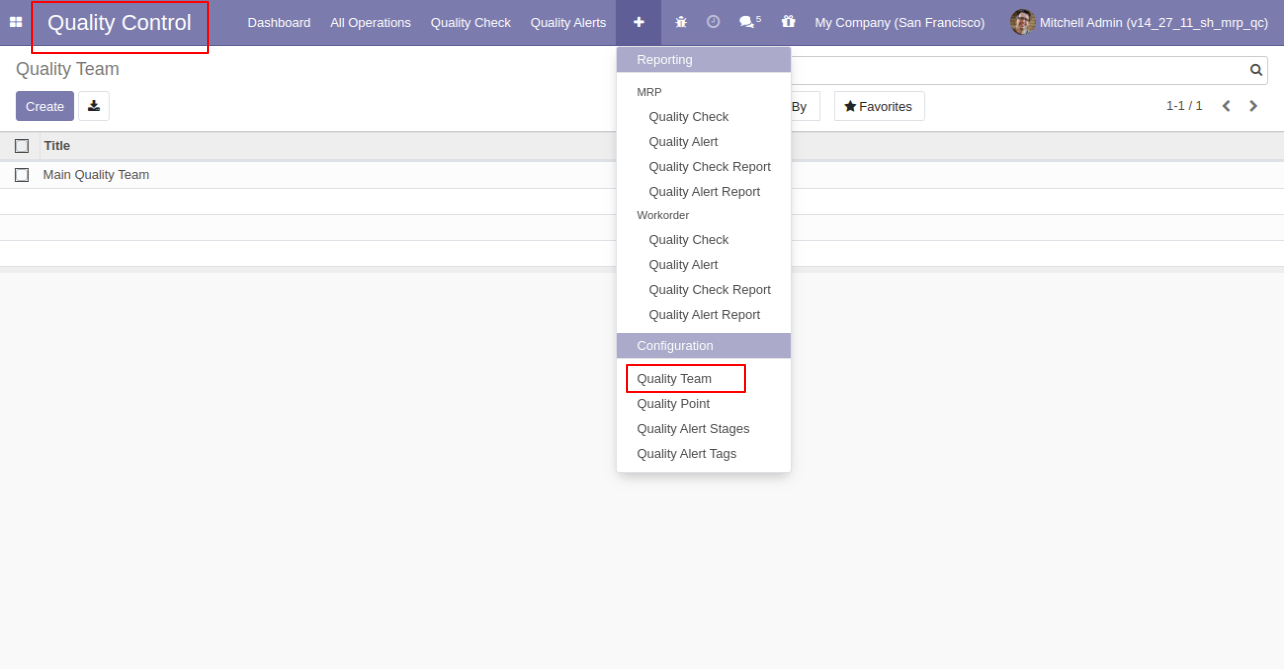 Quality Control Dashboard All Operations Quality Check Quality Alerts 5 My Company (San Francisco) Mitchell Admin (v14_27_11_sh_mrp_qc)
Quality Team
Create
By
Favorites
1-1 / 1
Title
Main Quality Team
Reporting
MRP
Quality Check
Quality Alert
Quality Check Report
Quality Alert Report
Workorder
Quality Check
Quality Alert
Quality Check Report
Quality Alert Report
Configuration
Quality Team
Quality Point
Quality Alert Stages
Quality Alert Tags